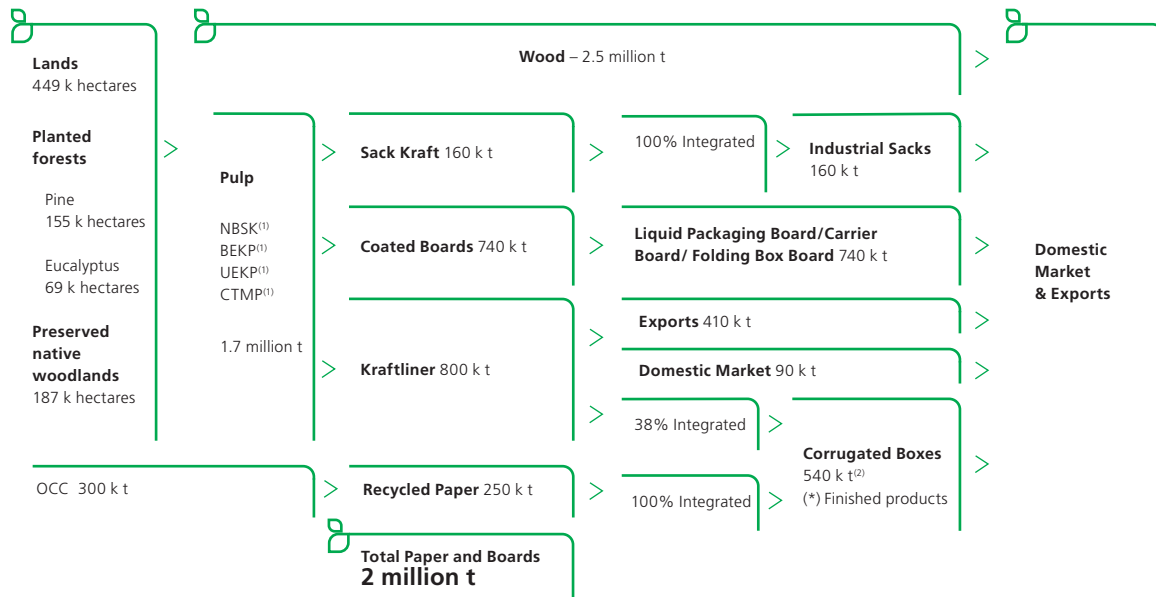 Lands
449 k hectares
Planted
forests
Pine
155 k hectares
Eucalyptus
69 k hectares
Preserved
native
woodlands
187 k hectares
Wood – 2.5 million t
Pulp
NBSK(1)
BEKP(1)
UEKP(1)
CTMP(1)
1.7 million t
Sack Kraft 160 k t
100% Integrated
Industrial Sacks
160 k t
Coated Boards 740 k t
Liquid Packaging Board/Carrier
Board/ Folding Box Board 740 k t
Kraftliner 800 k t
Exports 410 k t
Domestic Market 90 k t
38% Integrated
Corrugated Boxes
540 k t(2)
(*) Finished products
OCC 300 k t
Recycled Paper 250 k t
100% Integrated
Total Paper and Boards
2 million t
Domestic
Market
& Exports